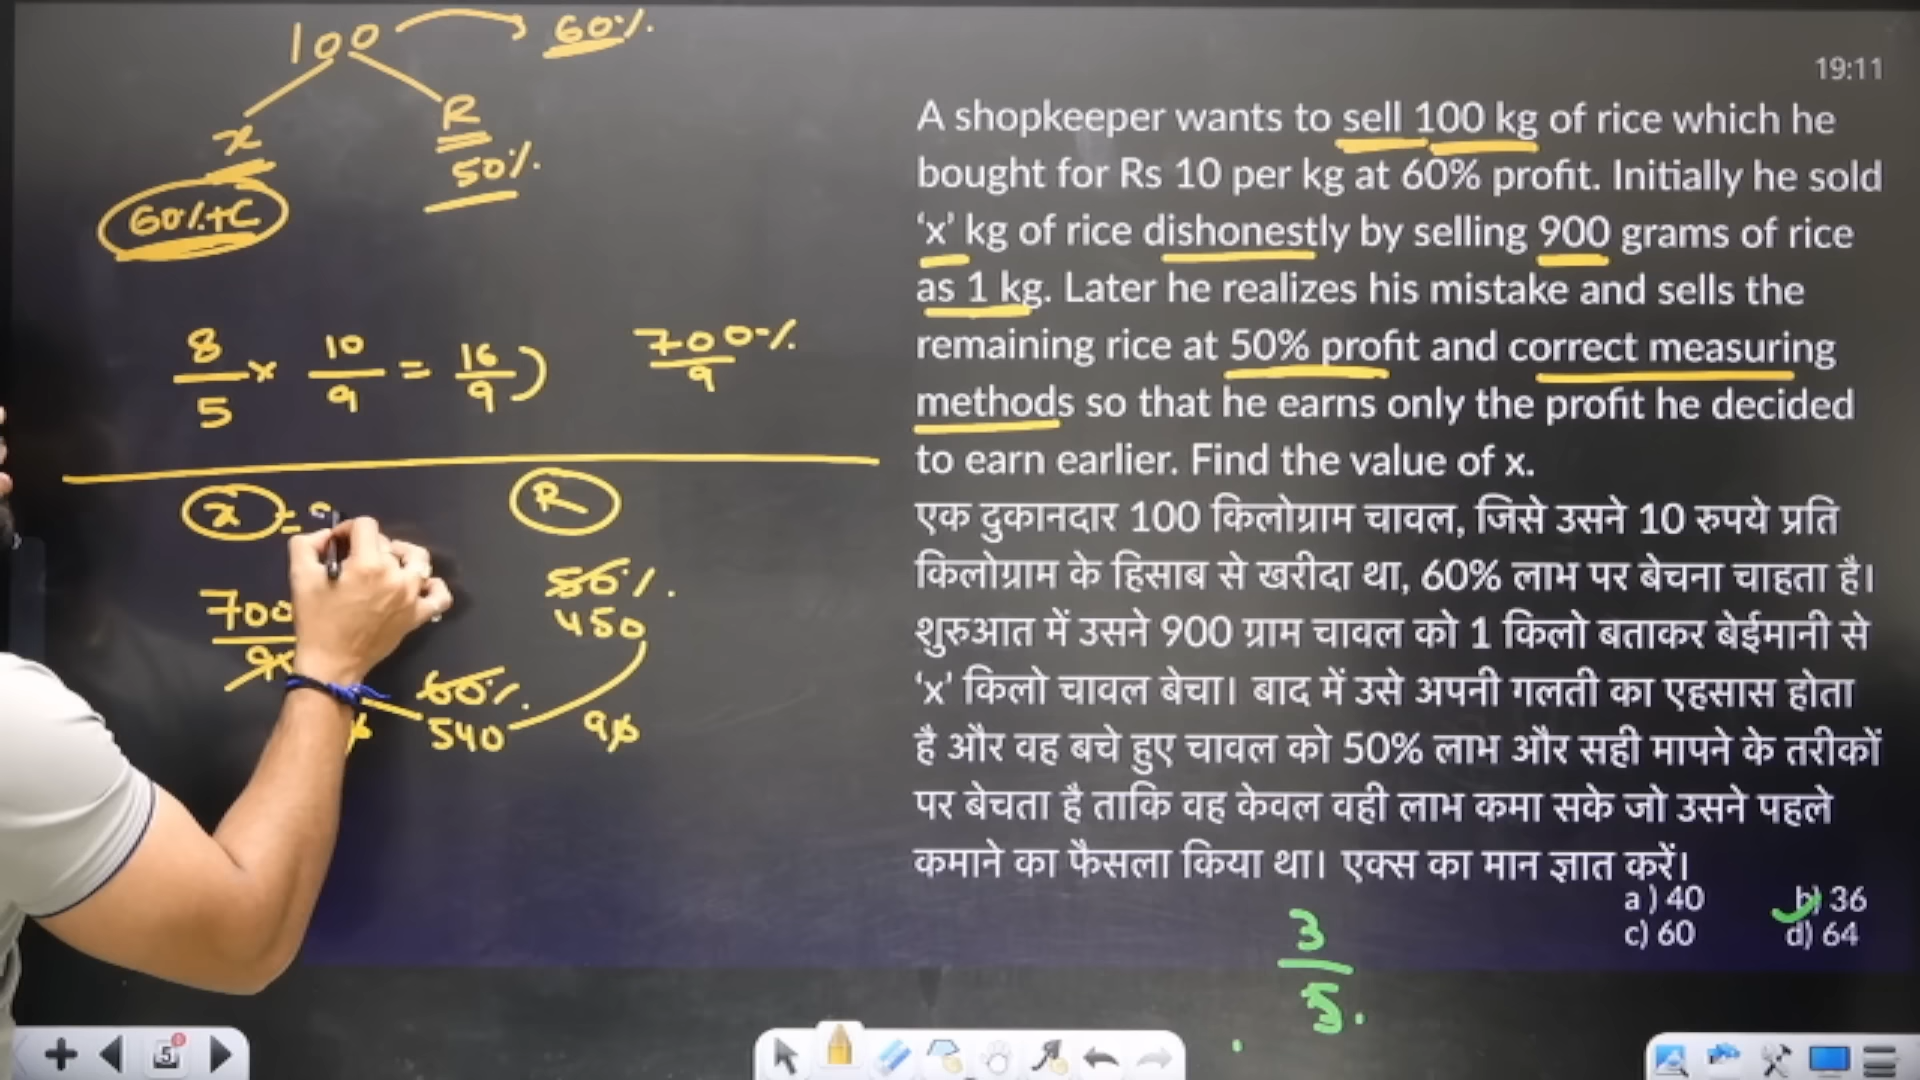 100
60%.
x
R
60%+C
50%.
8/5 x 10/9 = 16/9)
700%.
9
x =
R
700
50%.
450
60%.
540
90
19:11
A shopkeeper wants to sell 100 kg of rice which he
bought for Rs 10 per kg at 60% profit. Initially he sold
‘x’ kg of rice dishonestly by selling 900 grams of rice
as 1 kg. Later he realizes his mistake and sells the
remaining rice at 50% profit and correct measuring
methods so that he earns only the profit he decided
to earn earlier. Find the value of x.
एक दुकानदार 100 किलोग्राम चावल, जिसे उसने 10 रुपये प्रति
किलोग्राम के हिसाब से खरीदा था, 60% लाभ पर बेचना चाहता है।
शुरुआत में उसने 900 ग्राम चावल को 1 किलो बताकर बेईमानी से
‘x’ किलो चावल बेचा। बाद में उसे अपनी गलती का एहसास होता
है और वह बचे हुए चावल को 50% लाभ और सही मापने के तरीकों
पर बेचता है ताकि वह केवल वही लाभ कमा सके जो उसने पहले
कमाने का फैसला किया था। एक्स का मान ज्ञात करें।
a ) 40 b) 36
c) 60 d) 64
3
5
5